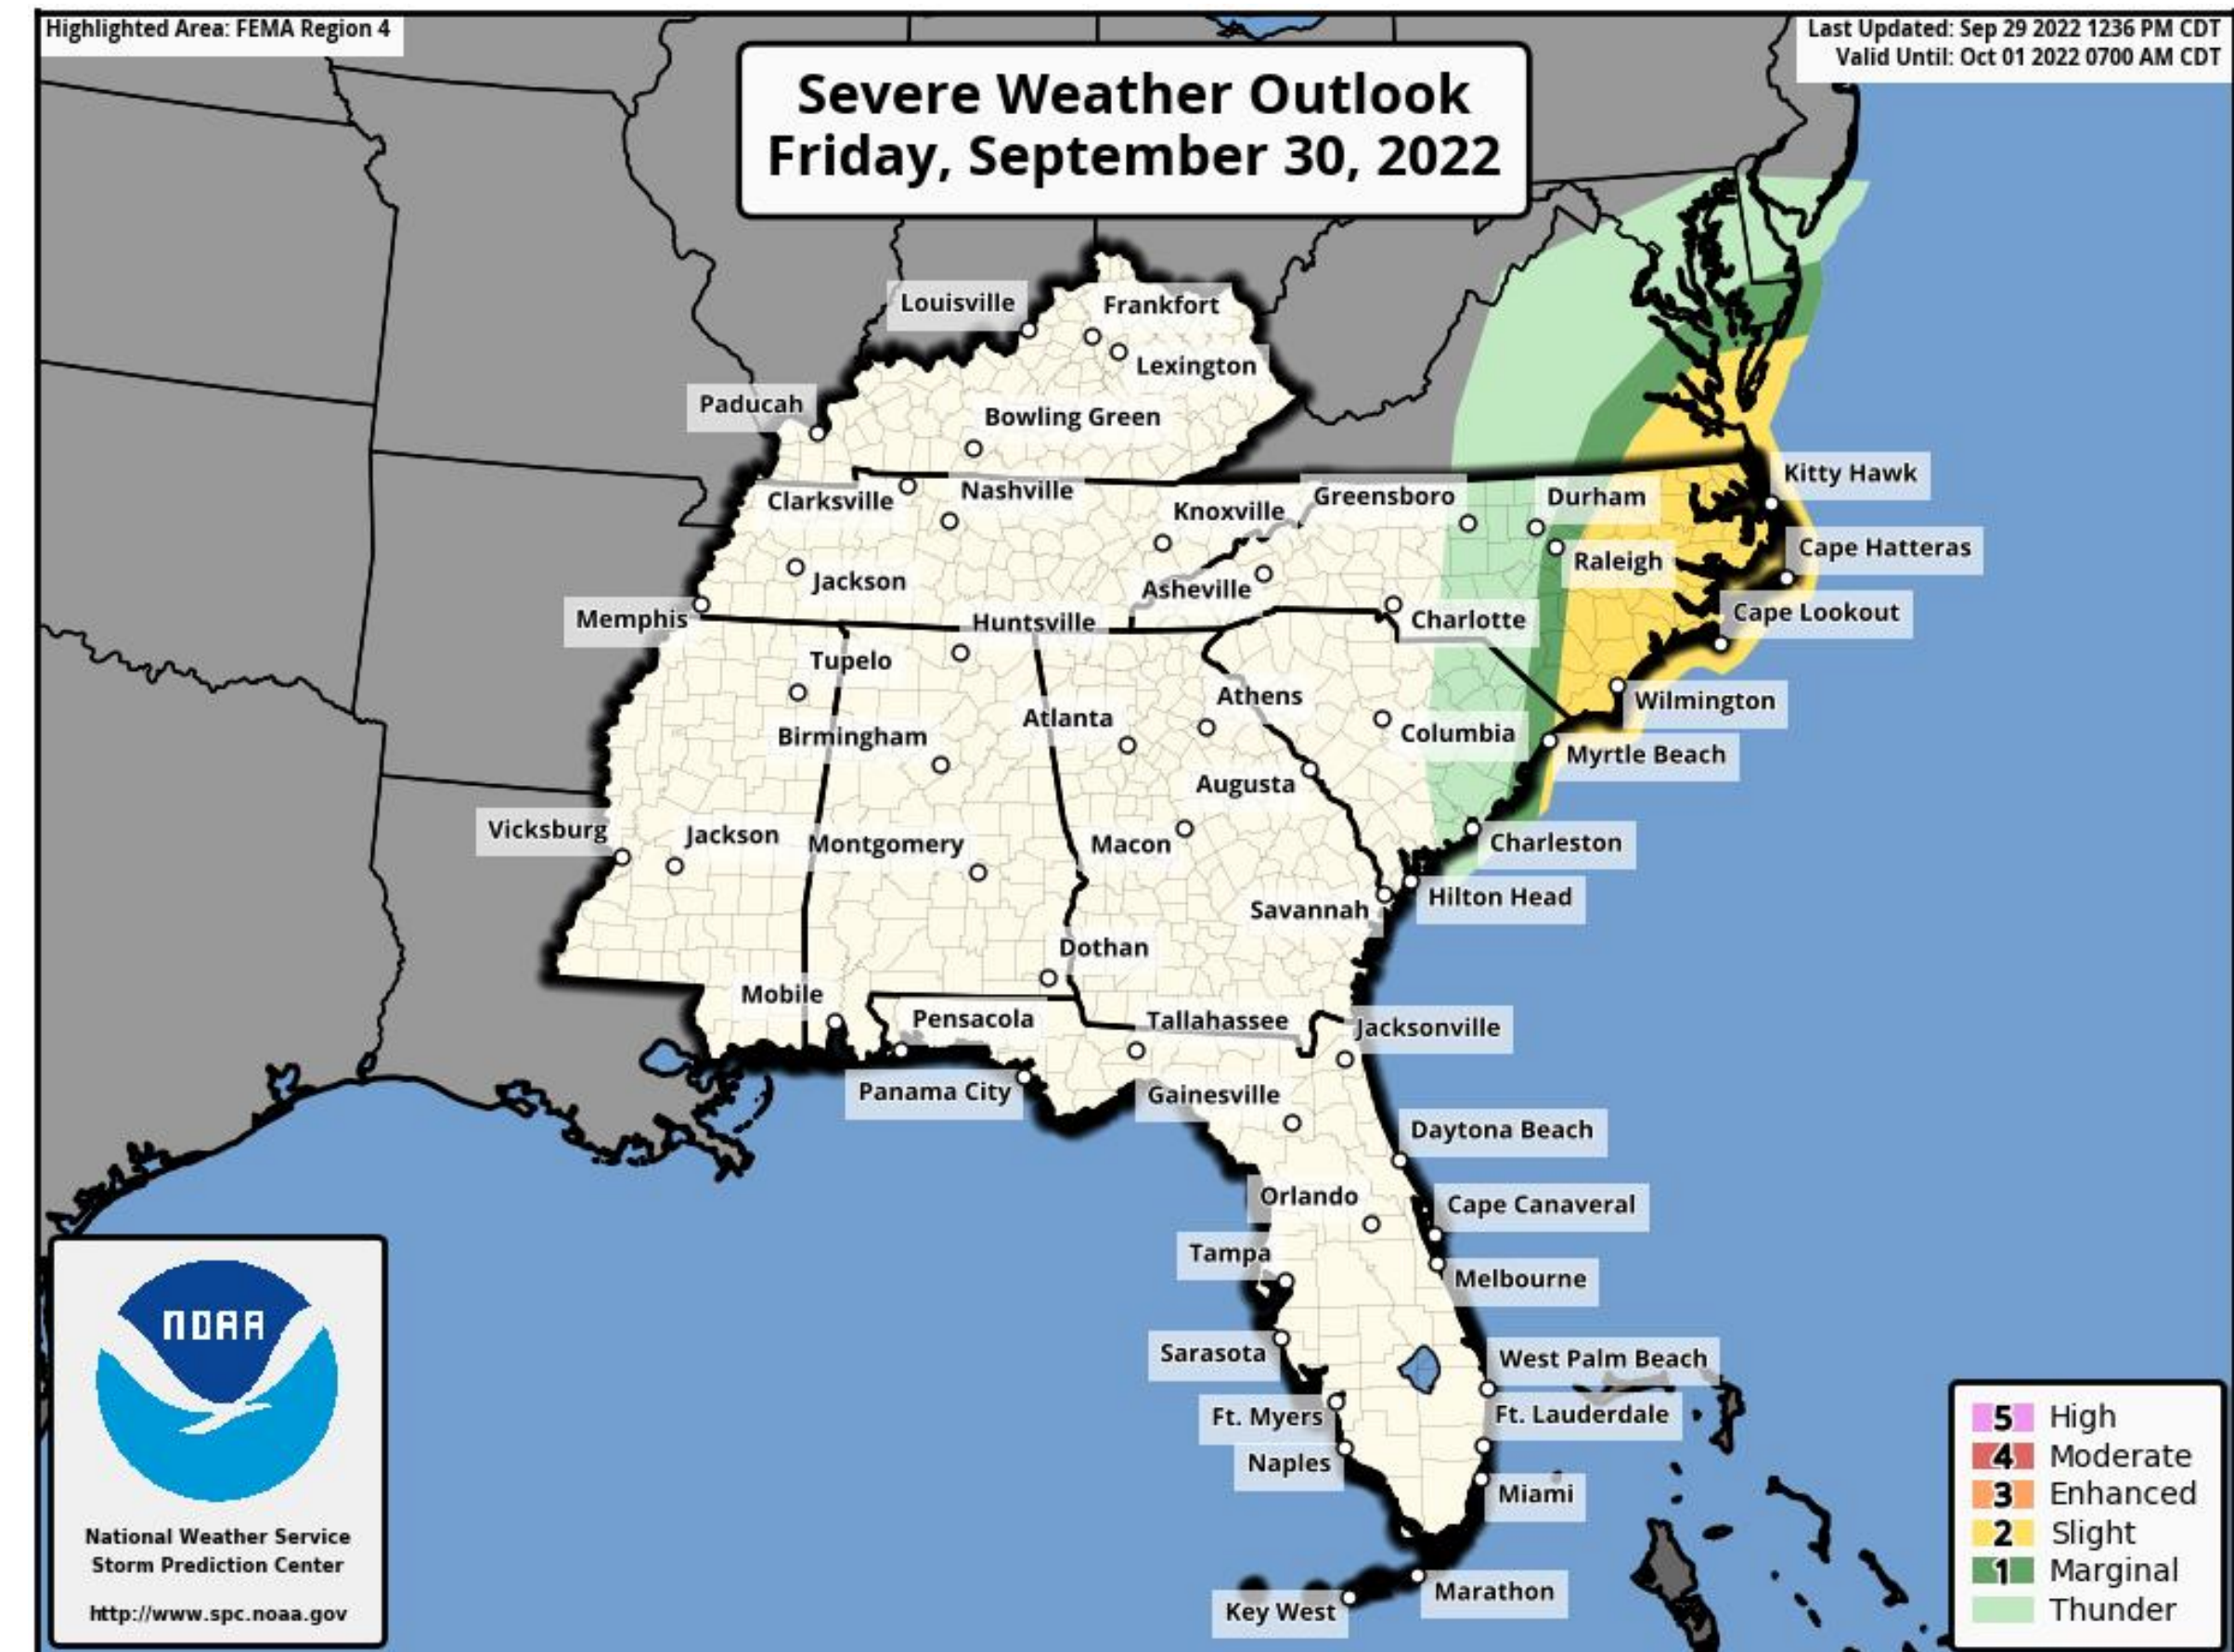 Highlighted Area: FEMA Region 4
Last Updated: Sep 29 2022 1236 PM CDT
Valid Until: Oct 01 2022 0700 AM CDT
Severe Weather Outlook
Friday, September 30, 2022
Louisville
Frankfort
Lexington
Paducah
Bowling Green
Kitty Hawk
Clarksville
Nashville
Knoxville
Greensboro
Durham
Cape Hatteras
Raleigh
Jackson
Asheville
Memphis
Huntsville
Charlotte
Cape Lookout
Tupelo
Athens
Wilmington
Atlanta
Birmingham
Columbia
Myrtle Beach
Augusta
Vicksburg
Jackson
Montgomery
Macon
Charleston
Savannah
Hilton Head
Dothan
Mobile
Pensacola
Tallahassee
Jacksonville
Panama City
Gainesville
Daytona Beach
Orlando
Cape Canaveral
Tampa
Melbourne
Sarasota
West Palm Beach
Ft. Myers
Ft. Lauderdale
Naples
Miami
Marathon
Key West
NOAA
National Weather Service
Storm Prediction Center
http://www.spc.noaa.gov
5 High
4 Moderate
3 Enhanced
2 Slight
1 Marginal
Thunder